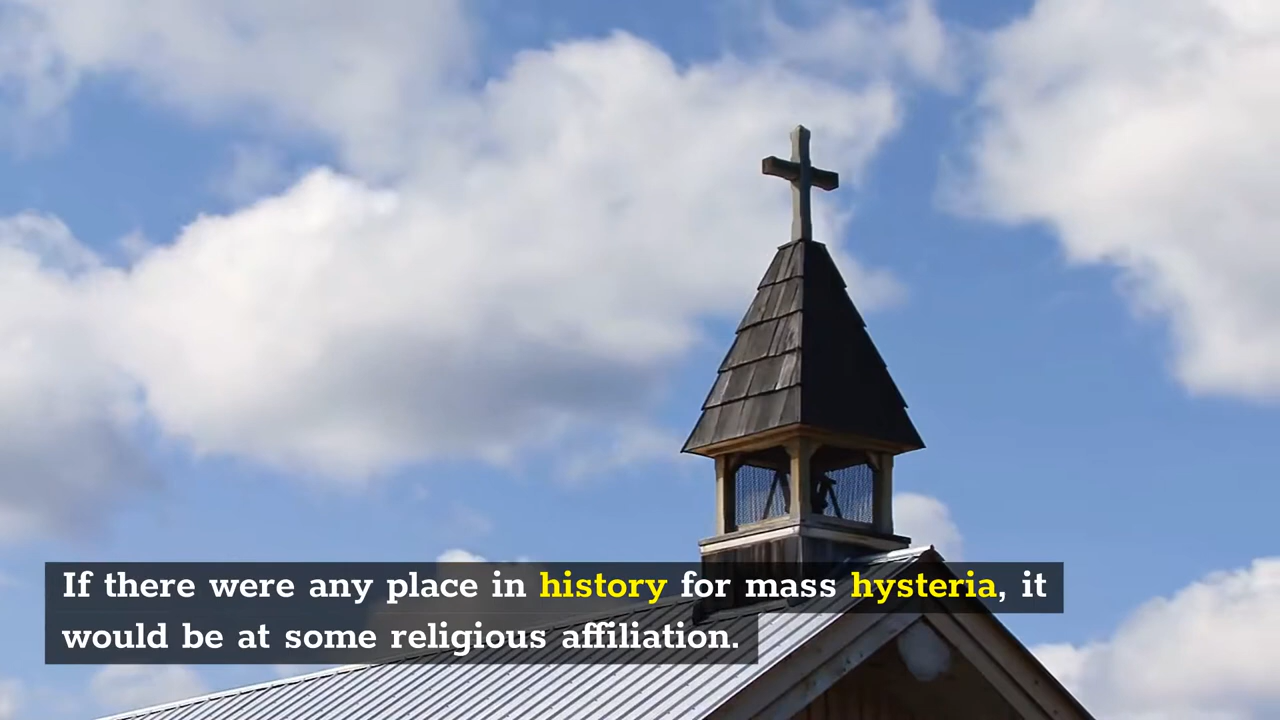 If there were any place in history for mass hysteria, it
would be at some religious affiliation.